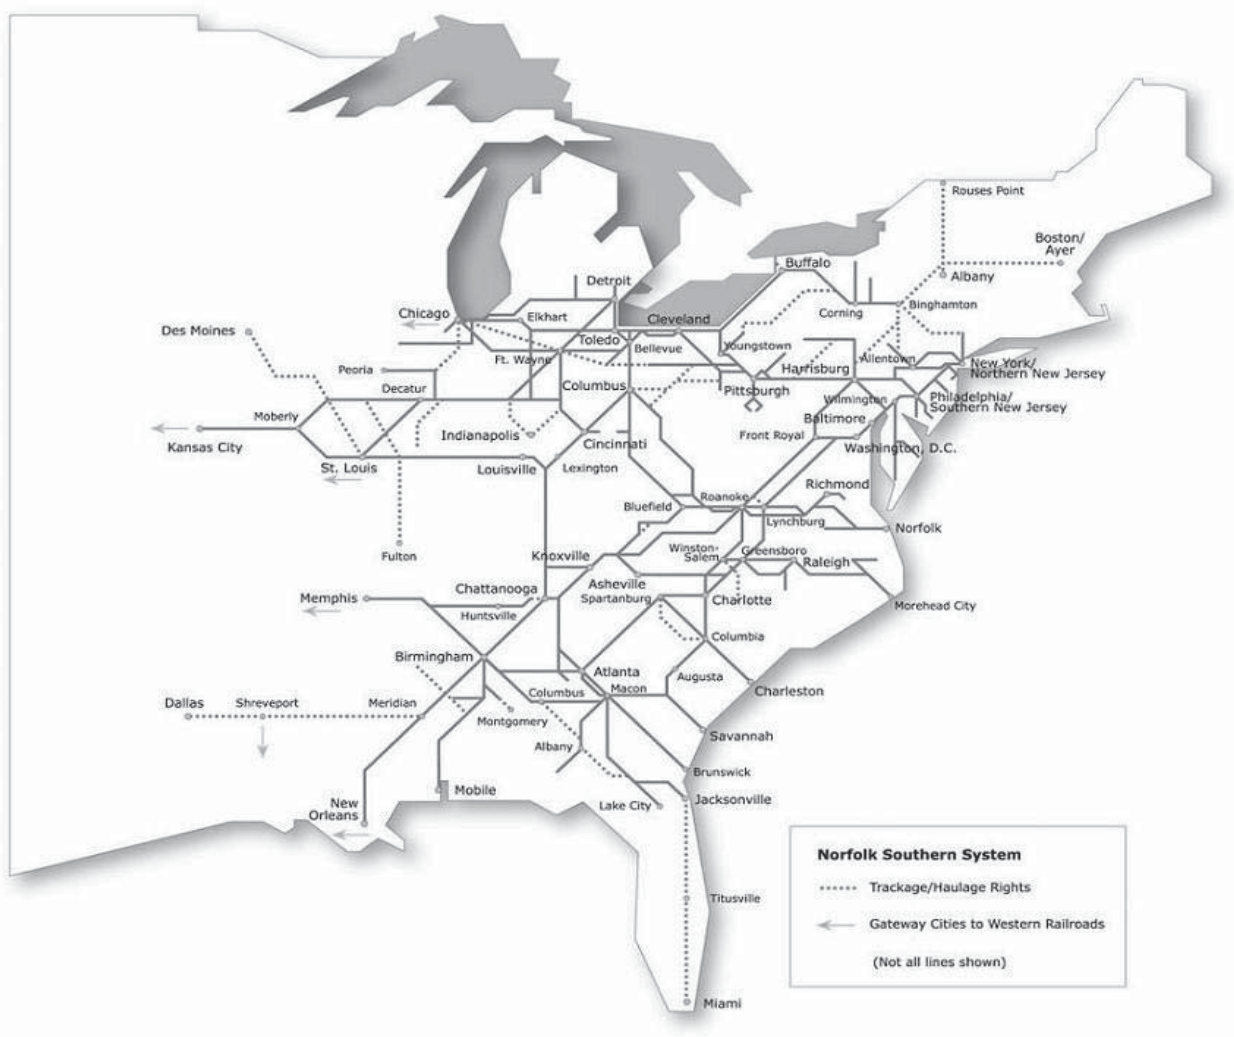 Rouses Point
Boston/
Ayer
Buffalo
Albany
Detroit
Binghamton
Chicago
Elkhart
Cleveland
Corning
Des Moines
Toledo
Bellevue
Youngstown
Ft. Wayne
Allentown
New York/
Northern New Jersey
Peoria
Harrisburg
Decatur
Columbus
Pittsburgh
Wilmington
Philadelphia/
Southern New Jersey
Moberly
Baltimore
Indianapolis
Cincinnati
Front Royal
Washington, D.C.
Kansas City
St. Louis
Louisville
Lexington
Richmond
Roanoke
Bluefield
Lynchburg
Norfolk
Fulton
Knoxville
Winston-
Salem
Greensboro
Raleigh
Asheville
Chattanooga
Memphis
Spartanburg
Charlotte
Morehead City
Huntsville
Columbia
Birmingham
Atlanta
Augusta
Macon
Columbus
Charleston
Dallas
Shreveport
Meridian
Montgomery
Savannah
Albany
Brunswick
Mobile
Jacksonville
New
Orleans
Lake City
Norfolk Southern System
Trackage/Haulage Rights
Titusville
Gateway Cities to Western Railroads
(Not all lines shown)
Miami